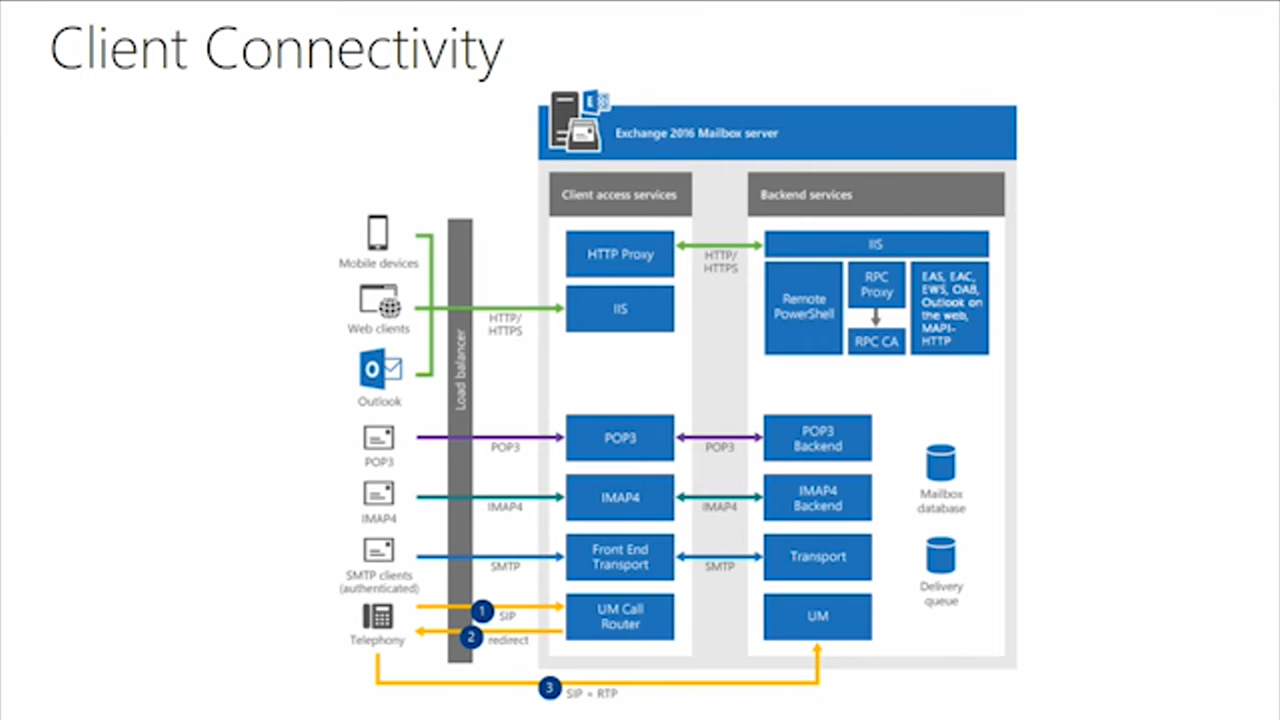 Client Connectivity
Exchange 2016 Mailbox server
Client access services
Backend services
Mobile devices
Web clients
Outlook
POP3
IMAP4
SMTP clients
(authenticated)
Telephony
Load balancer
HTTP/
HTTPS
POP3
IMAP4
SMTP
1
SIP
2
redirect
3
SIP + RTP
HTTP Proxy
IIS
POP3
IMAP4
Front End
Transport
UM Call
Router
HTTP/
HTTPS
POP3
IMAP4
SMTP
IIS
Remote
PowerShell
RPC
Proxy
RPC CA
EAS, EAC,
EWS, OAB,
Outlook on
the web,
MAPI-
HTTP
POP3
Backend
IMAP4
Backend
Transport
UM
Mailbox
database
Delivery
queue